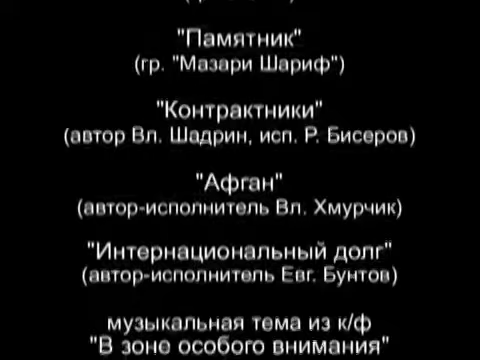 "Памятник"
(гр. "Мазари Шариф")
"Контрактники"
(автор Вл. Шадрин, исп. Р. Бисеров)
"Афган"
(автор-исполнитель Вл. Хмурчик)
"Интернациональный долг"
(автор-исполнитель Евг. Бунтов)
музыкальная тема из к/ф
"В зоне особого внимания"